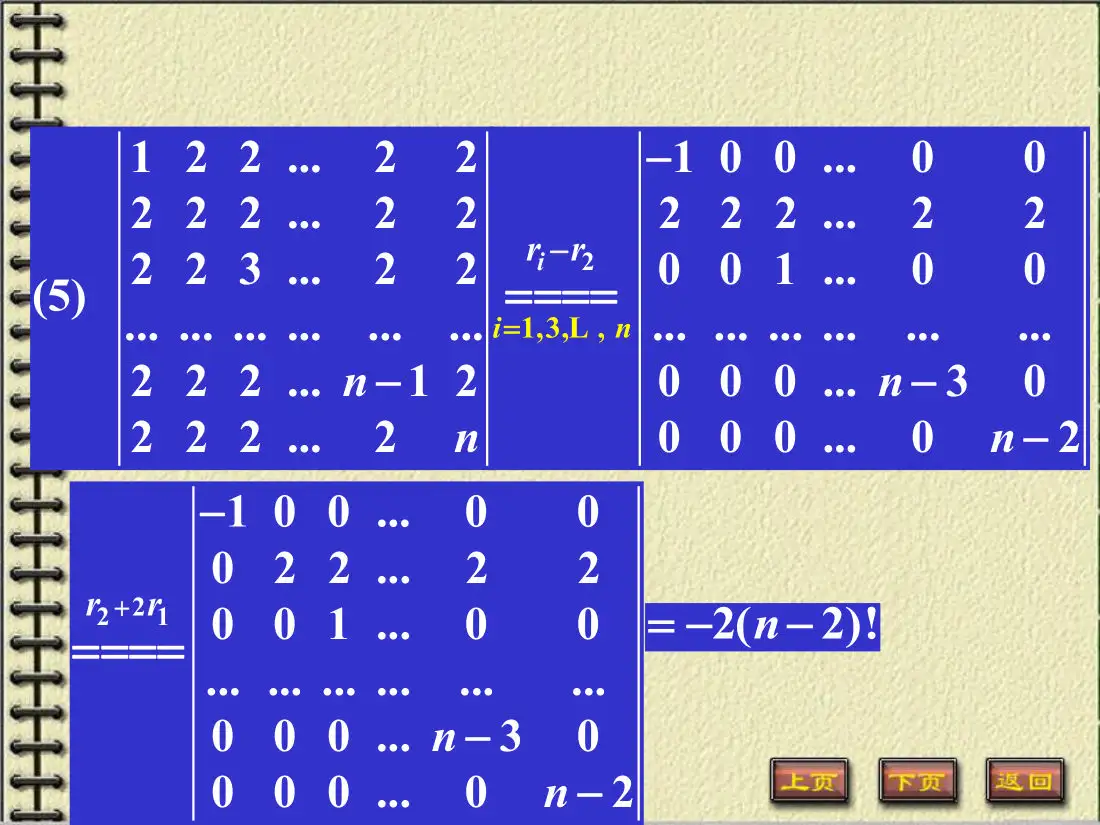 (5)
1 2 2 ... 2 2
2 2 2 ... 2 2
2 2 3 ... 2 2
... ... ... ... ... ...
2 2 2 ... n−1 2
2 2 2 ... 2 n
ri−r2
====
i=1,3,L , n
−1 0 0 ... 0 0
2 2 2 ... 2 2
0 0 1 ... 0 0
... ... ... ... ... ...
0 0 0 ... n−3 0
0 0 0 ... 0 n−2
r2+2r1
====
−1 0 0 ... 0 0
0 2 2 ... 2 2
0 0 1 ... 0 0
... ... ... ... ... ...
0 0 0 ... n−3 0
0 0 0 ... 0 n−2
=−2(n−2)!
上页 下页 返回